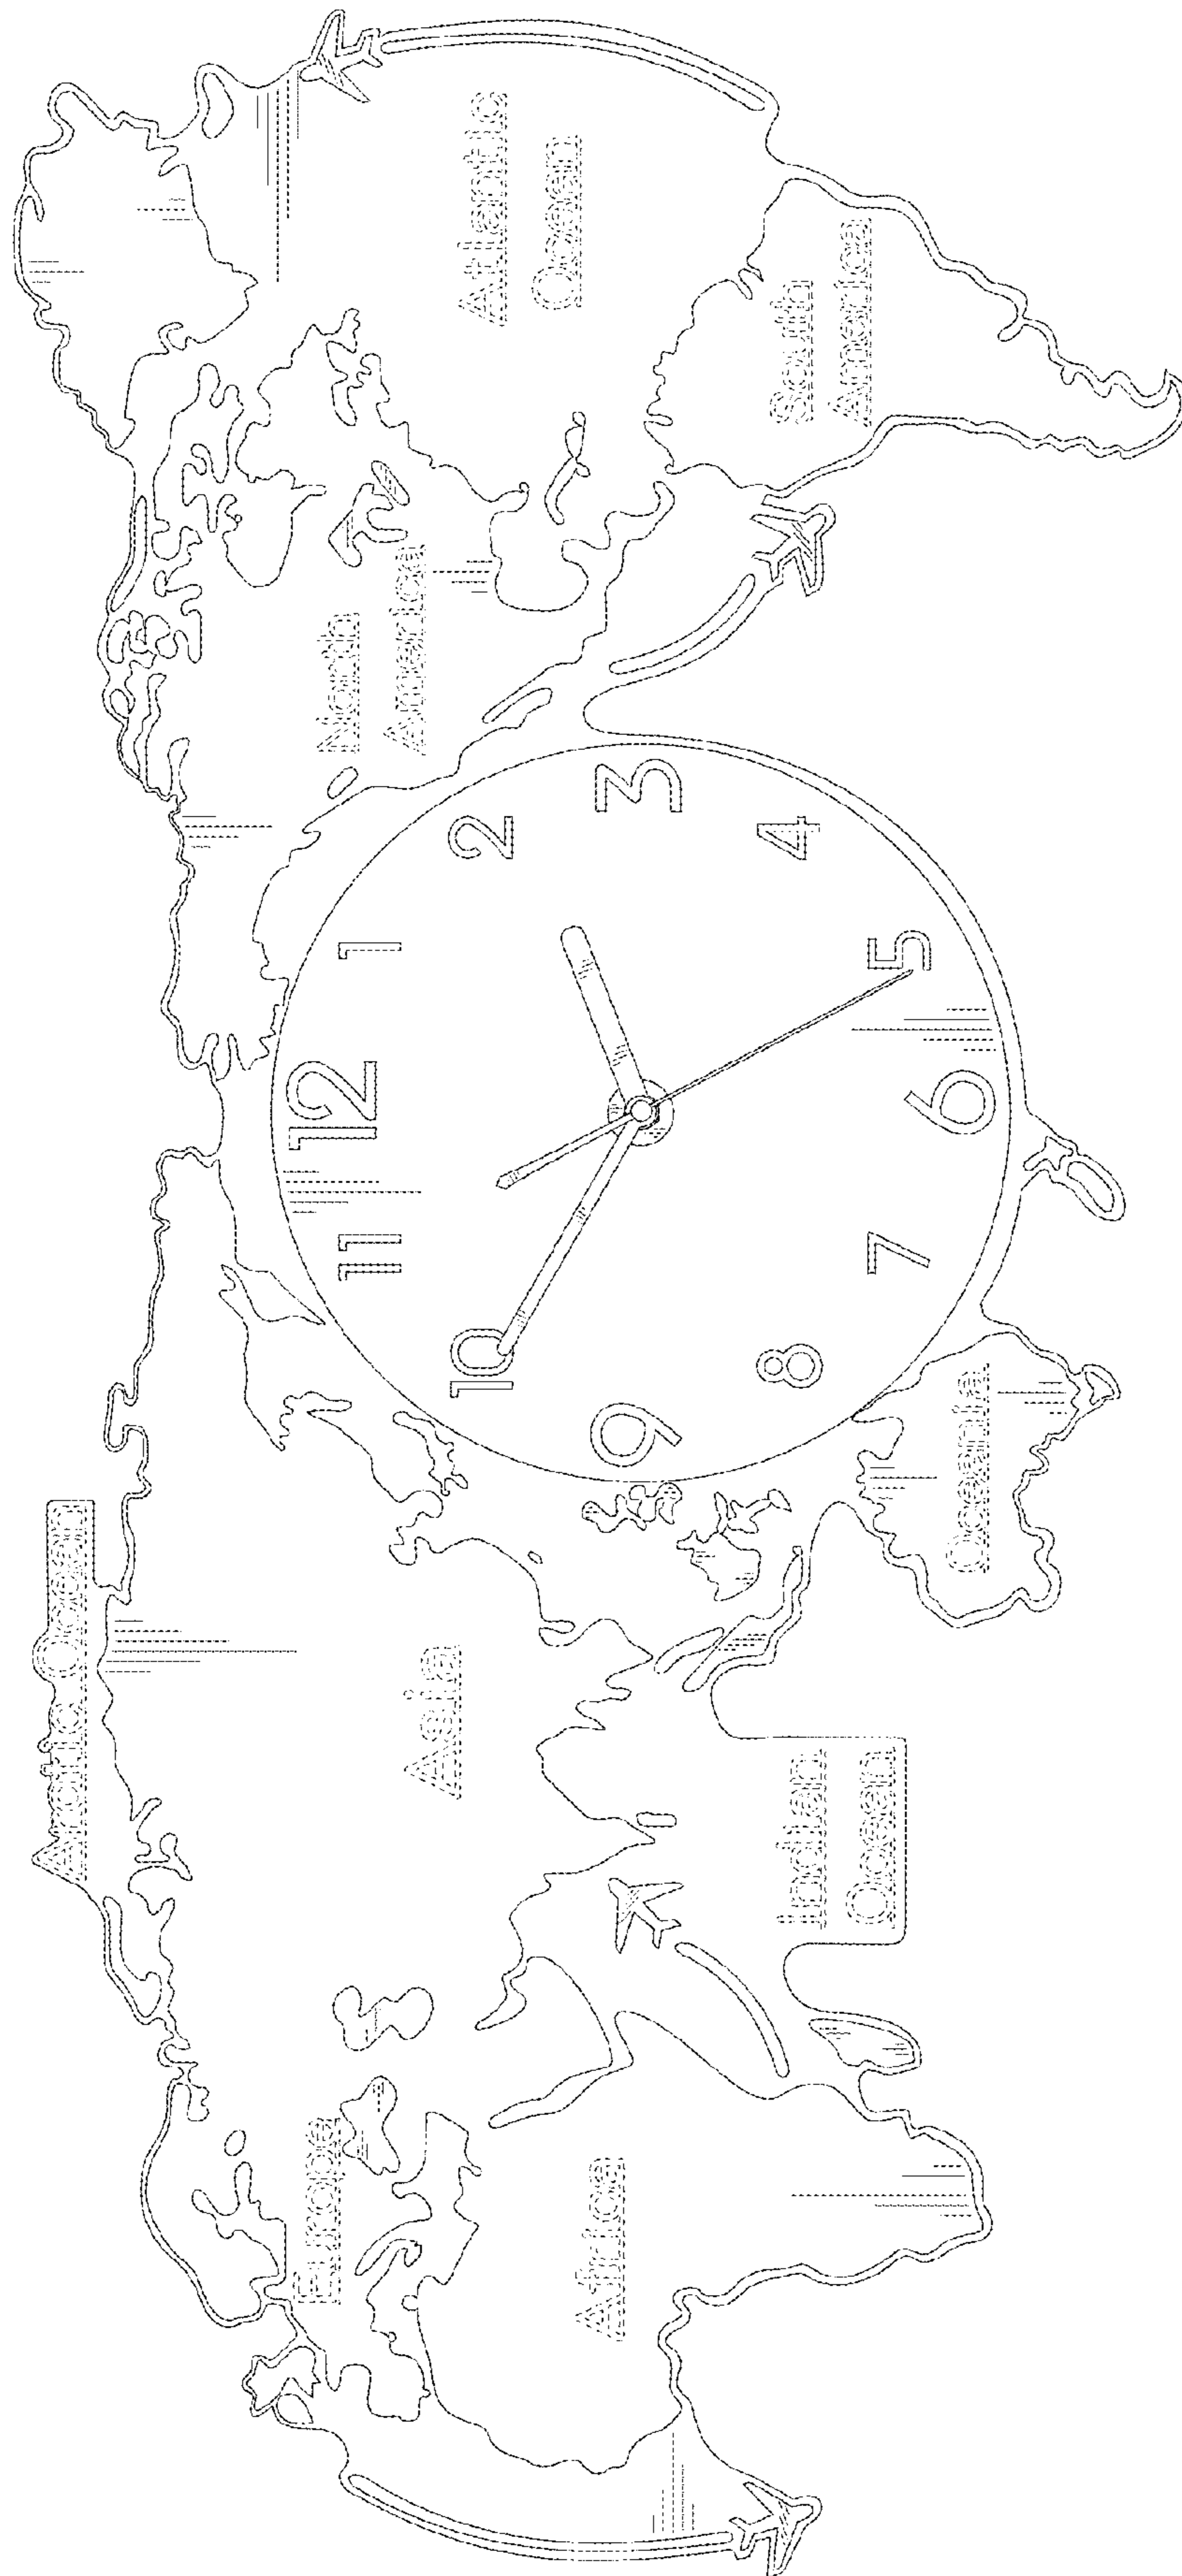 Arctic Ocean
Europe
Asia
North
America
Atlantic
Ocean
Africa
Indian
Ocean
Oceania
South
America
12
1
2
3
4
5
6
7
8
9
10
11